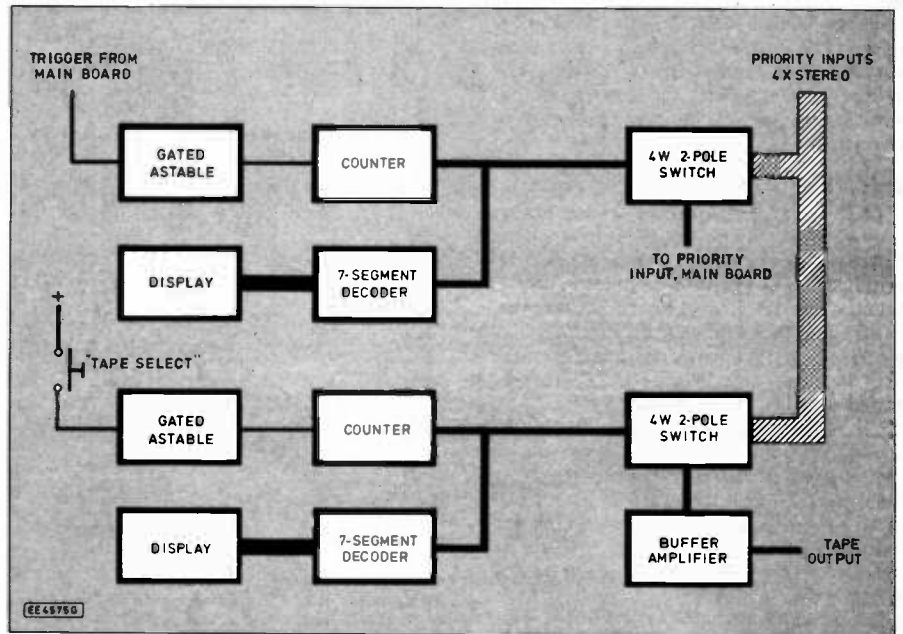 TRIGGER FROM
MAIN BOARD
PRIORITY INPUTS
4 X STEREO
GATED
ASTABLE
COUNTER
4W 2-POLE
SWITCH
TO PRIORITY
INPUT, MAIN BOARD
DISPLAY
7-SEGMENT
DECODER
+
"TAPE SELECT"
GATED
ASTABLE
COUNTER
4W 2-POLE
SWITCH
DISPLAY
7-SEGMENT
DECODER
BUFFER
AMPLIFIER
TAPE
OUTPUT
EE4575G